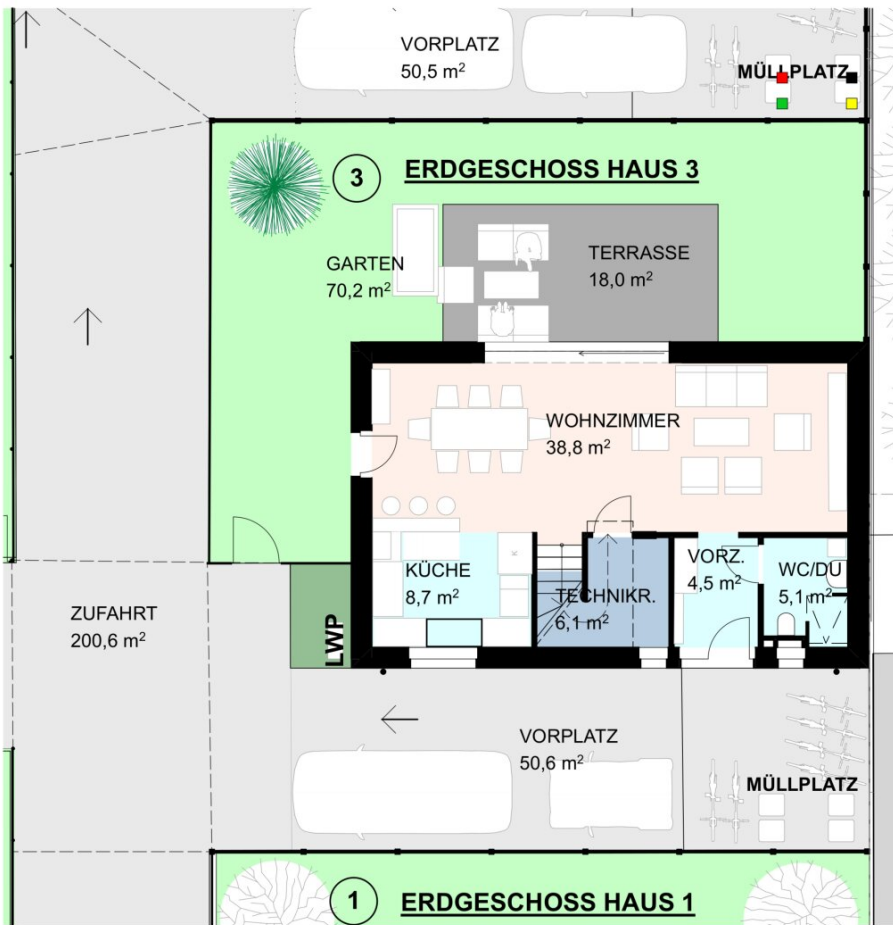 VORPLATZ
50,5 m²
MÜLLPLATZ
3
ERDGESCHOSS HAUS 3
TERRASSE
18,0 m²
GARTEN
70,2 m²
WOHNZIMMER
38,8 m²
KÜCHE
8,7 m²
K
TECHNIKR.
6,1 m²
VORZ.
4,5 m²
WC/DU
5,1 m²
ZUFAHRT
200,6 m²
LWP
VORPLATZ
50,6 m²
MÜLLPLATZ
1
ERDGESCHOSS HAUS 1